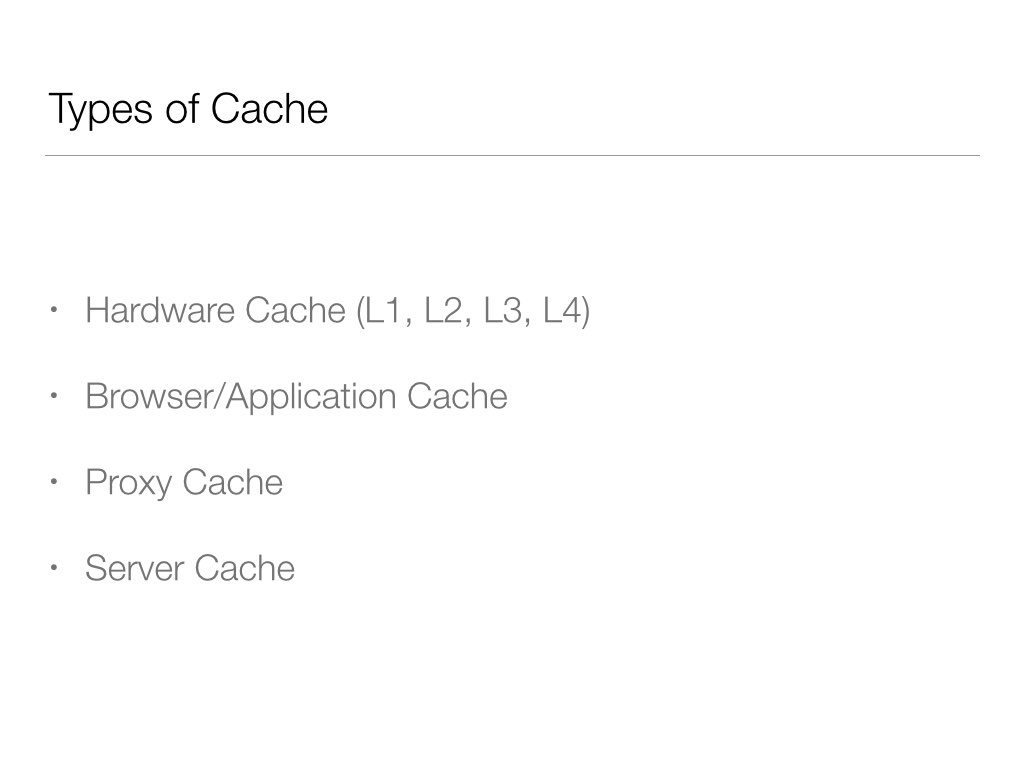 Types of Cache
• Hardware Cache (L1, L2, L3, L4)
• Browser/Application Cache
• Proxy Cache
• Server Cache